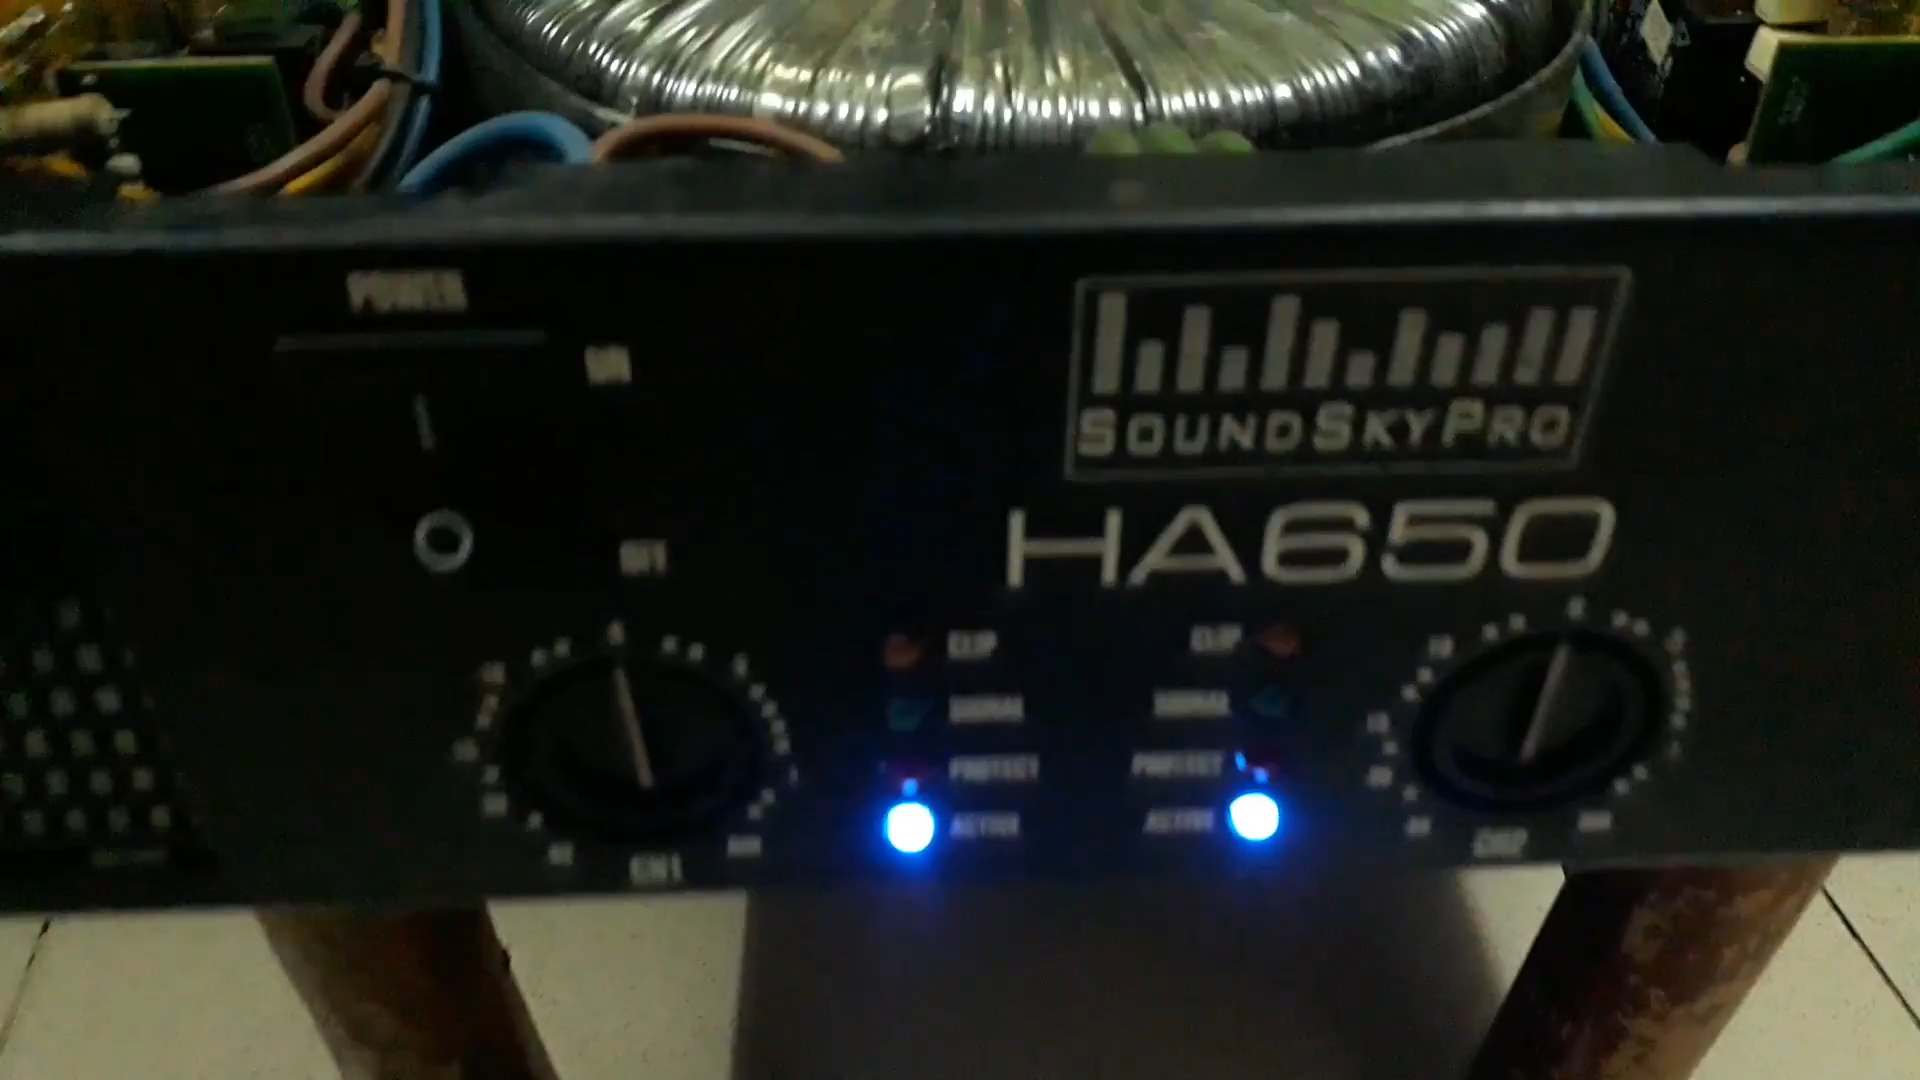 POWER
ON
I
O
OFF
SOUNDSKYPRO
HA650
CLIP
SIGNAL
PROTECT
ACTIVE
CLIP
SIGNAL
PROTECT
ACTIVE
CH1
CH2